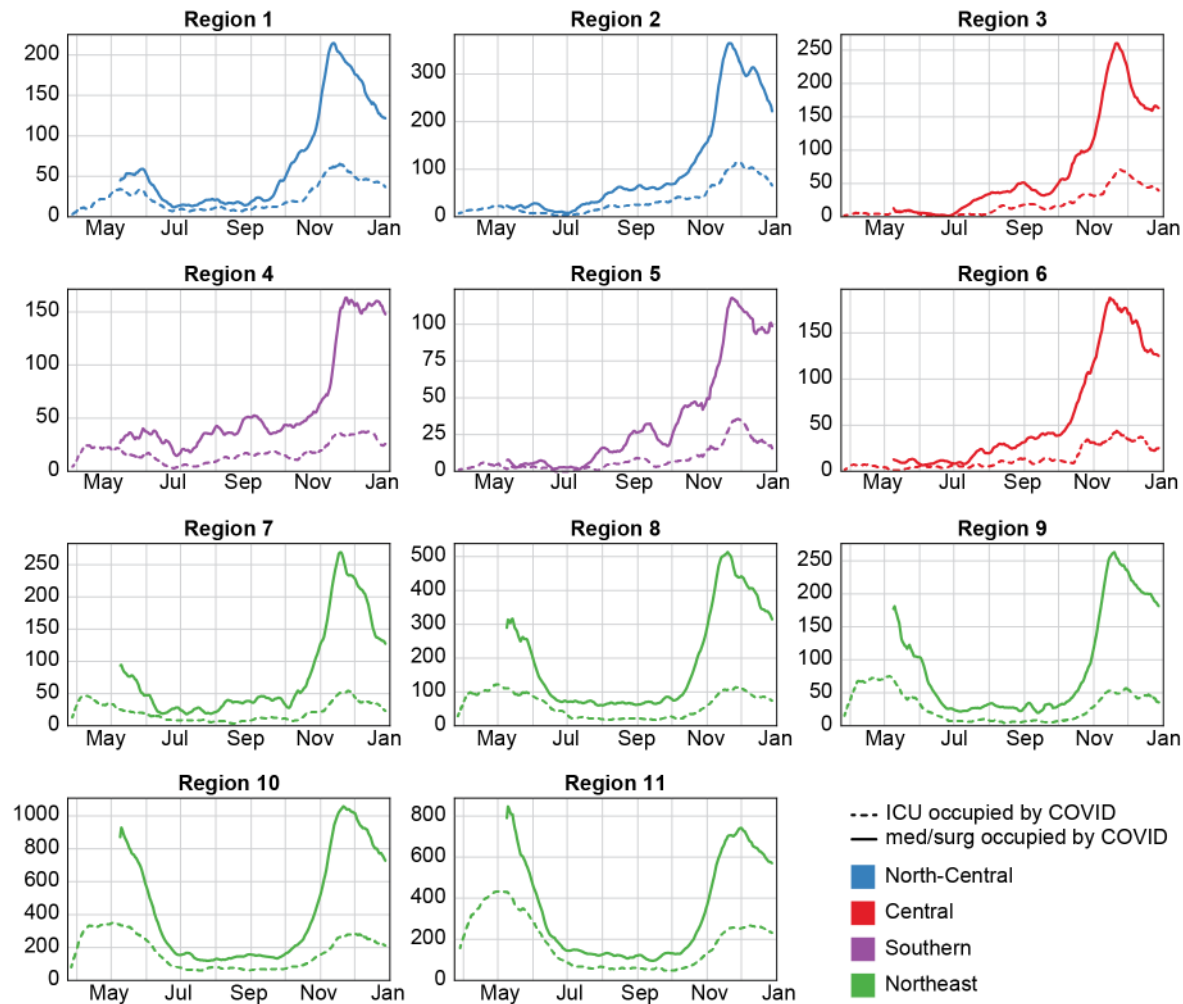 Region 1
Region 2
Region 3
200
150
100
50
0
May Jul Sep Nov Jan
300
200
100
0
May Jul Sep Nov Jan
250
200
150
100
50
0
May Jul Sep Nov Jan
Region 4
Region 5
Region 6
150
100
50
0
May Jul Sep Nov Jan
100
75
50
25
0
May Jul Sep Nov Jan
150
100
50
0
May Jul Sep Nov Jan
Region 7
Region 8
Region 9
250
200
150
100
50
0
May Jul Sep Nov Jan
500
400
300
200
100
0
May Jul Sep Nov Jan
250
200
150
100
50
0
May Jul Sep Nov Jan
Region 10
Region 11
1000
800
600
400
200
0
May Jul Sep Nov Jan
800
600
400
200
0
May Jul Sep Nov Jan
ICU occupied by COVID
med/surg occupied by COVID
North-Central
Central
Southern
Northeast